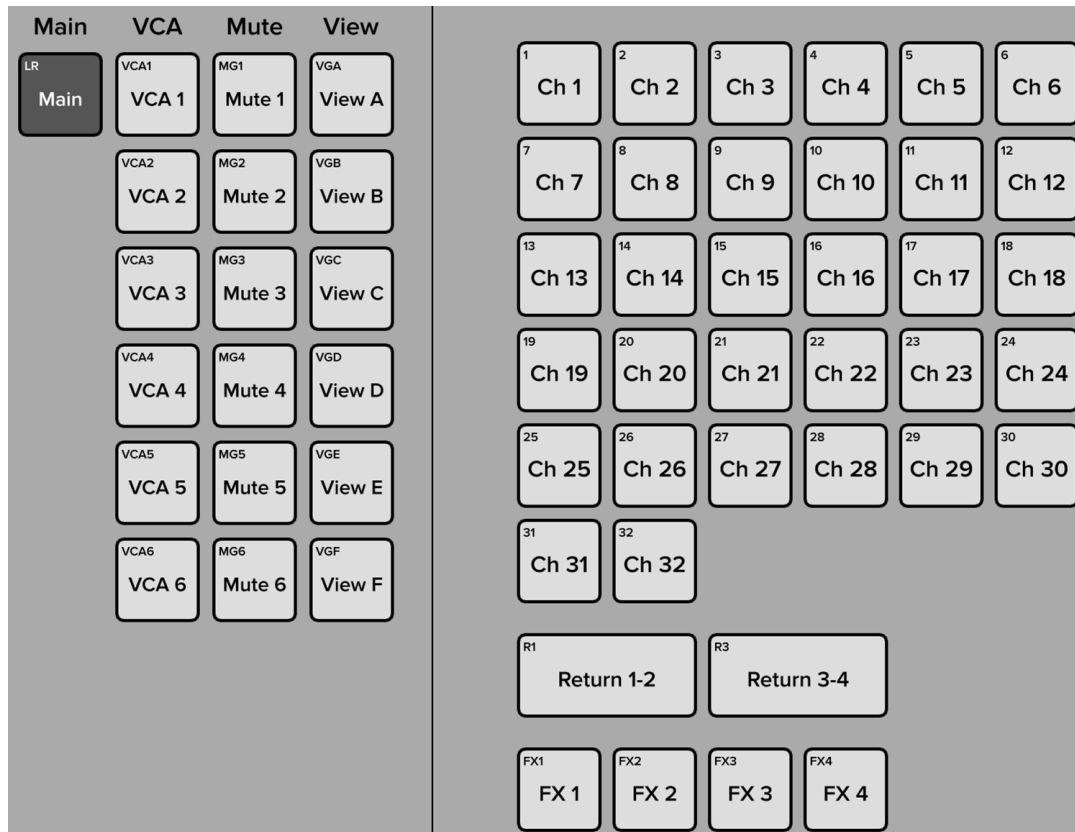 Main VCA Mute View
LR VCA1 MG1 VGA
Main VCA 1 Mute 1 View A
VCA2 MG2 VGB
VCA 2 Mute 2 View B
VCA3 MG3 VGC
VCA 3 Mute 3 View C
VCA4 MG4 VGD
VCA 4 Mute 4 View D
VCA5 MG5 VGE
VCA 5 Mute 5 View E
VCA6 MG6 VGF
VCA 6 Mute 6 View F
1 2 3 4 5 6
Ch 1 Ch 2 Ch 3 Ch 4 Ch 5 Ch 6
7 8 9 10 11 12
Ch 7 Ch 8 Ch 9 Ch 10 Ch 11 Ch 12
13 14 15 16 17 18
Ch 13 Ch 14 Ch 15 Ch 16 Ch 17 Ch 18
19 20 21 22 23 24
Ch 19 Ch 20 Ch 21 Ch 22 Ch 23 Ch 24
25 26 27 28 29 30
Ch 25 Ch 26 Ch 27 Ch 28 Ch 29 Ch 30
31 32
Ch 31 Ch 32
R1 R3
Return 1-2 Return 3-4
FX1 FX2 FX3 FX4
FX 1 FX 2 FX 3 FX 4